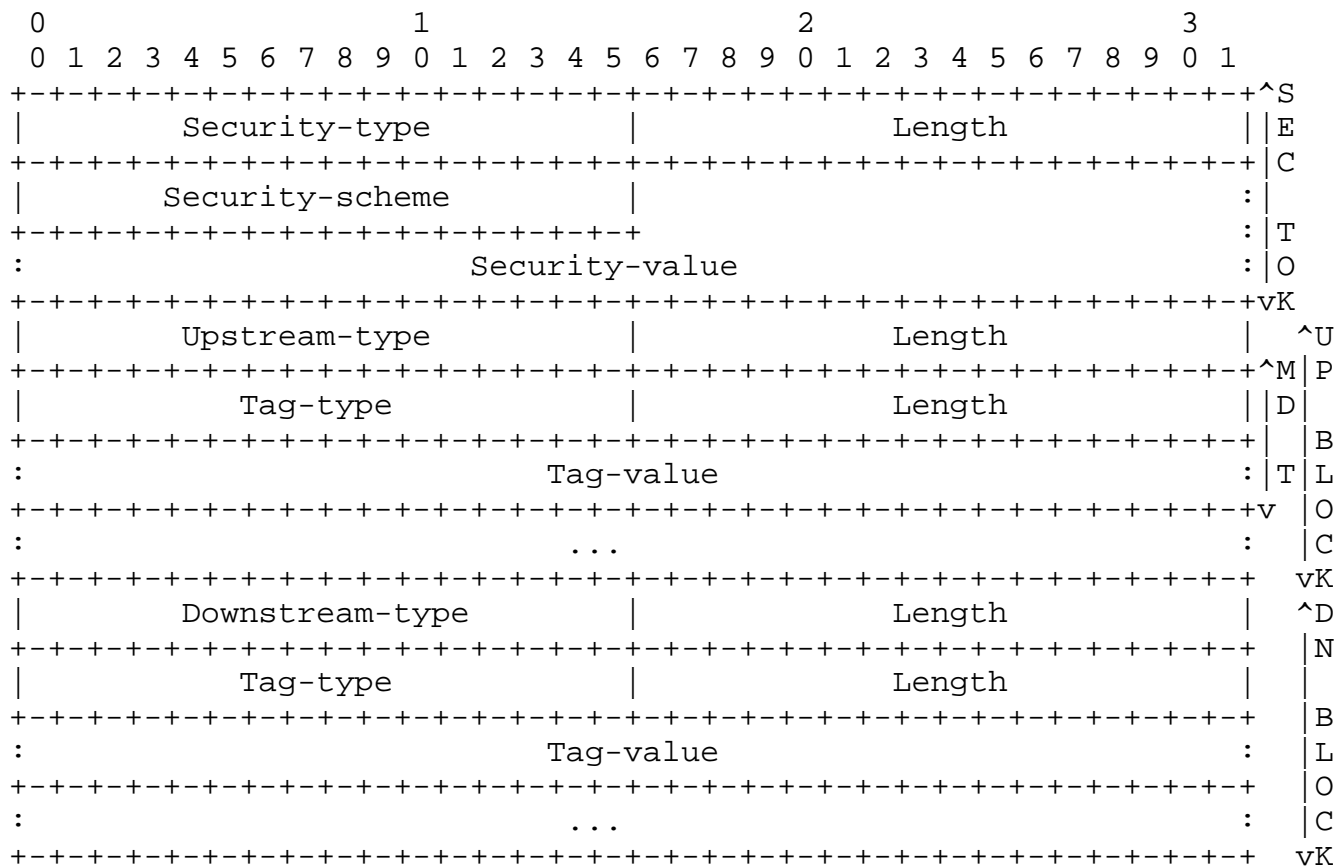 0                   1                   2                   3
 0 1 2 3 4 5 6 7 8 9 0 1 2 3 4 5 6 7 8 9 0 1 2 3 4 5 6 7 8 9 0 1
+-+-+-+-+-+-+-+-+-+-+-+-+-+-+-+-+-+-+-+-+-+-+-+-+-+-+-+-+-+-+-+-+^S
|        Security-type          |             Length            ||E
+-+-+-+-+-+-+-+-+-+-+-+-+-+-+-+-+-+-+-+-+-+-+-+-+-+-+-+-+-+-+-+-+|C
|       Security-scheme         |                               :|
+-+-+-+-+-+-+-+-+-+-+-+-+-+-+-+-+                               :|T
:                       Security-value                          :|O
+-+-+-+-+-+-+-+-+-+-+-+-+-+-+-+-+-+-+-+-+-+-+-+-+-+-+-+-+-+-+-+-+vK
|        Upstream-type          |             Length            |  ^U
+-+-+-+-+-+-+-+-+-+-+-+-+-+-+-+-+-+-+-+-+-+-+-+-+-+-+-+-+-+-+-+-+^M|P
|           Tag-type            |             Length            ||D|
+-+-+-+-+-+-+-+-+-+-+-+-+-+-+-+-+-+-+-+-+-+-+-+-+-+-+-+-+-+-+-+-+| |B
:                           Tag-value                           :|T|L
+-+-+-+-+-+-+-+-+-+-+-+-+-+-+-+-+-+-+-+-+-+-+-+-+-+-+-+-+-+-+-+-+v |O
:                            ...                                :  |C
+-+-+-+-+-+-+-+-+-+-+-+-+-+-+-+-+-+-+-+-+-+-+-+-+-+-+-+-+-+-+-+-+  vK
|        Downstream-type        |             Length            |  ^D
+-+-+-+-+-+-+-+-+-+-+-+-+-+-+-+-+-+-+-+-+-+-+-+-+-+-+-+-+-+-+-+-+  |N
|           Tag-type            |             Length            |  |
+-+-+-+-+-+-+-+-+-+-+-+-+-+-+-+-+-+-+-+-+-+-+-+-+-+-+-+-+-+-+-+-+  |B
:                           Tag-value                           :  |L
+-+-+-+-+-+-+-+-+-+-+-+-+-+-+-+-+-+-+-+-+-+-+-+-+-+-+-+-+-+-+-+-+  |O
:                            ...                                :  |C
+-+-+-+-+-+-+-+-+-+-+-+-+-+-+-+-+-+-+-+-+-+-+-+-+-+-+-+-+-+-+-+-+  vK